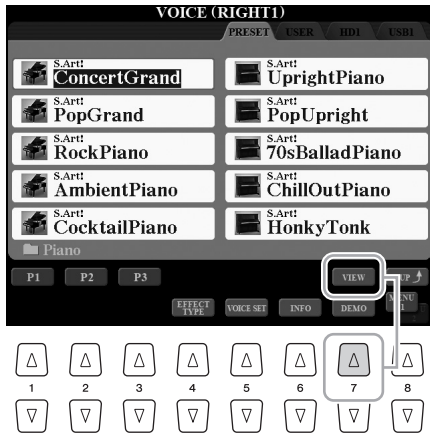 VOICE (RIGHT1)
PRESET USER HD1 USB1
S.Art!
ConcertGrand
S.Art!
UprightPiano
S.Art!
PopGrand
S.Art!
PopUpright
S.Art!
RockPiano
S.Art!
70sBalladPiano
S.Art!
AmbientPiano
S.Art!
ChillOutPiano
S.Art!
CocktailPiano
S.Art!
HonkyTonk
Piano
P1 P2 P3 VIEW UP
EFFECT TYPE VOICE SET INFO DEMO MENU 1
1 2 3 4 5 6 7 8